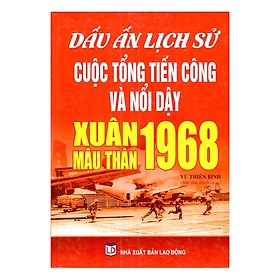 DẤU ẤN LỊCH SỬ
CUỘC TỔNG TIẾN CÔNG
VÀ NỔI DẬY
XUÂN
MẬU THÂN
1968
VŨ THIÊN BÌNH
NHÀ XUẤT BẢN LAO ĐỘNG